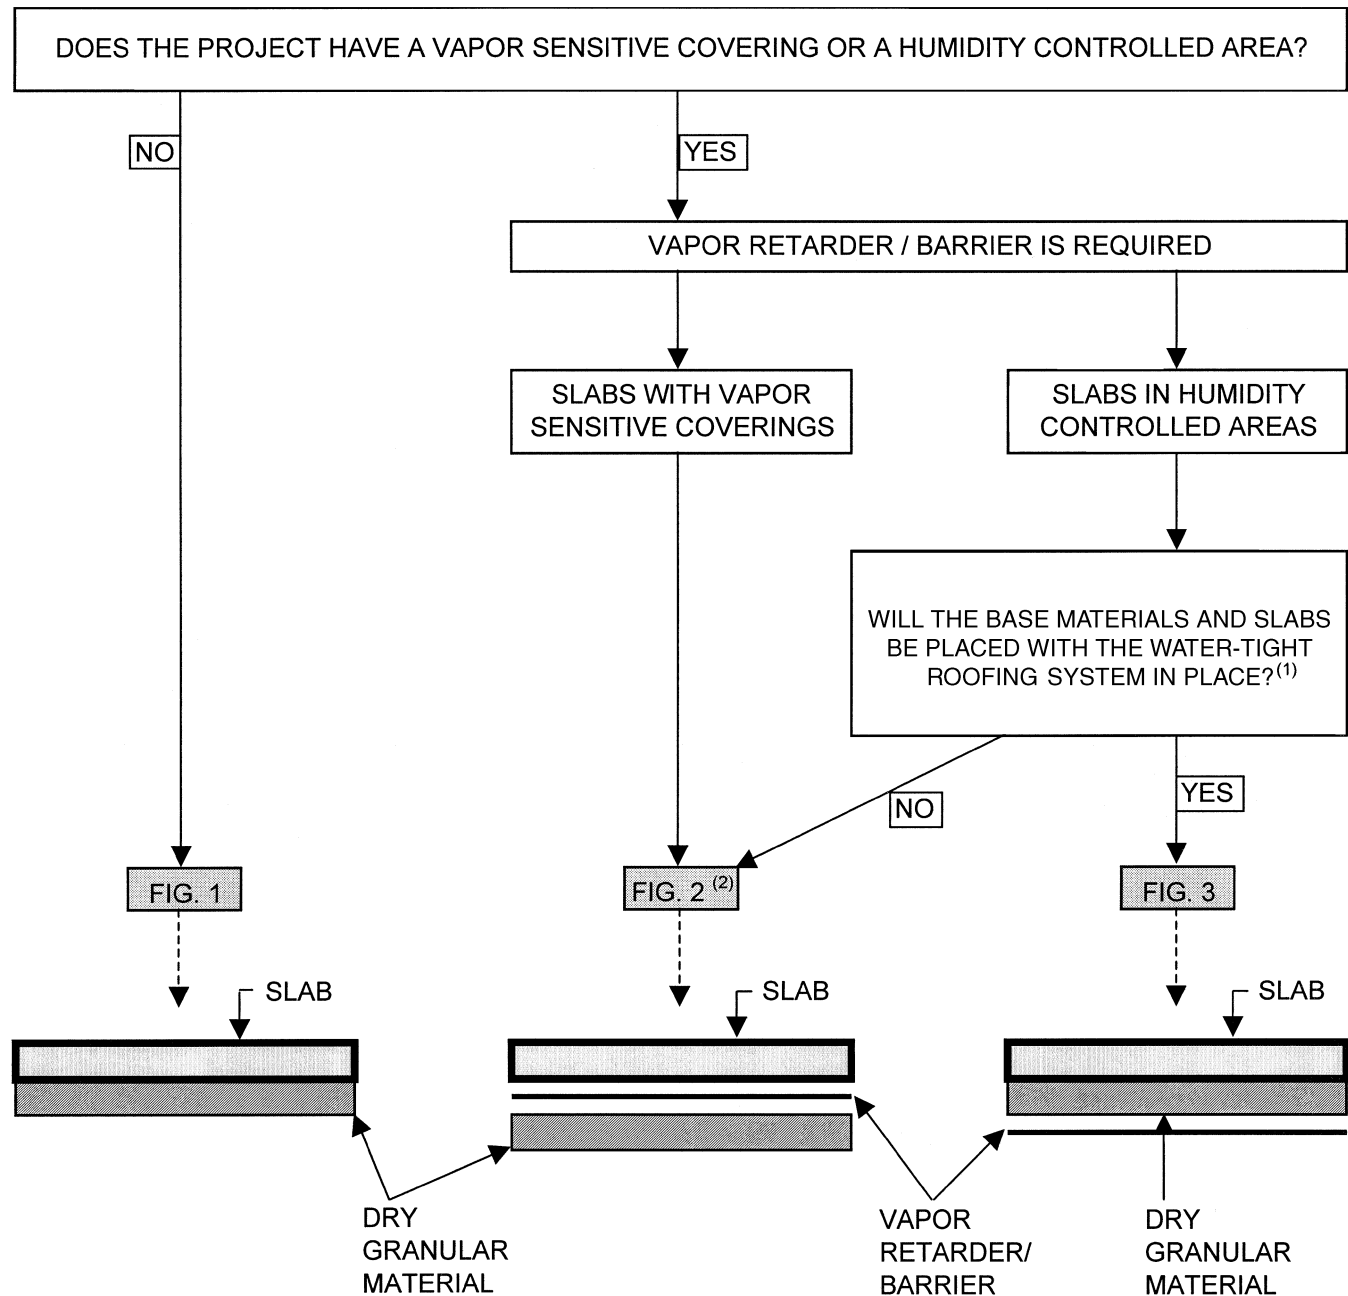 DOES THE PROJECT HAVE A VAPOR SENSITIVE COVERING OR A HUMIDITY CONTROLLED AREA?
NO
YES
VAPOR RETARDER / BARRIER IS REQUIRED
SLABS WITH VAPOR
SENSITIVE COVERINGS
SLABS IN HUMIDITY
CONTROLLED AREAS
WILL THE BASE MATERIALS AND SLABS
BE PLACED WITH THE WATER-TIGHT
ROOFING SYSTEM IN PLACE?(1)
NO
YES
FIG. 1
FIG. 2 (2)
FIG. 3
SLAB
SLAB
SLAB
DRY
GRANULAR
MATERIAL
VAPOR
RETARDER/
BARRIER
DRY
GRANULAR
MATERIAL